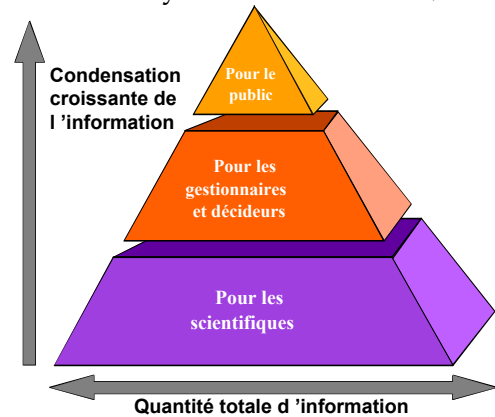 Condensation
croissante de
l ’information
Pour le
public
Pour les
gestionnaires
et décideurs
Pour les
scientifiques
Quantité totale d ’information